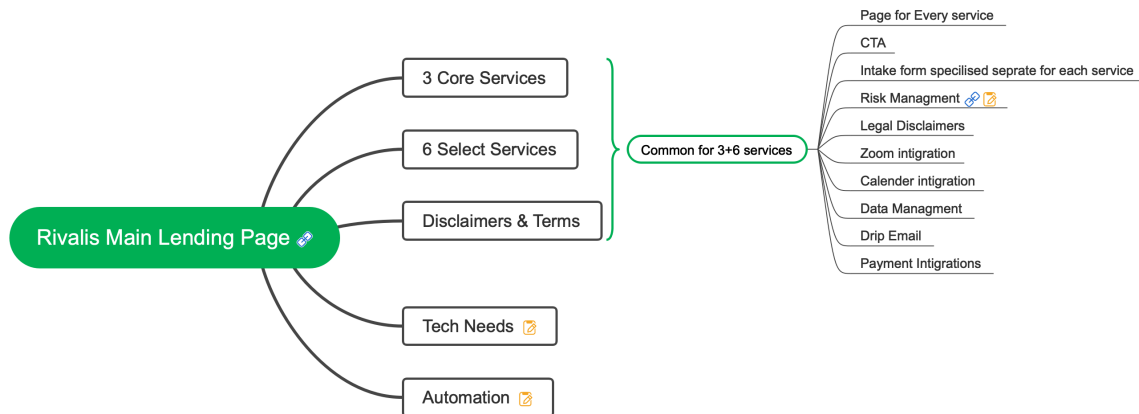 Rivalis Main Lending Page
3 Core Services
6 Select Services
Disclaimers & Terms
Tech Needs
Automation
Common for 3+6 services
Page for Every service
CTA
Intake form specilised seprate for each service
Risk Managment
Legal Disclaimers
Zoom intigration
Calender intigration
Data Managment
Drip Email
Payment Intigrations